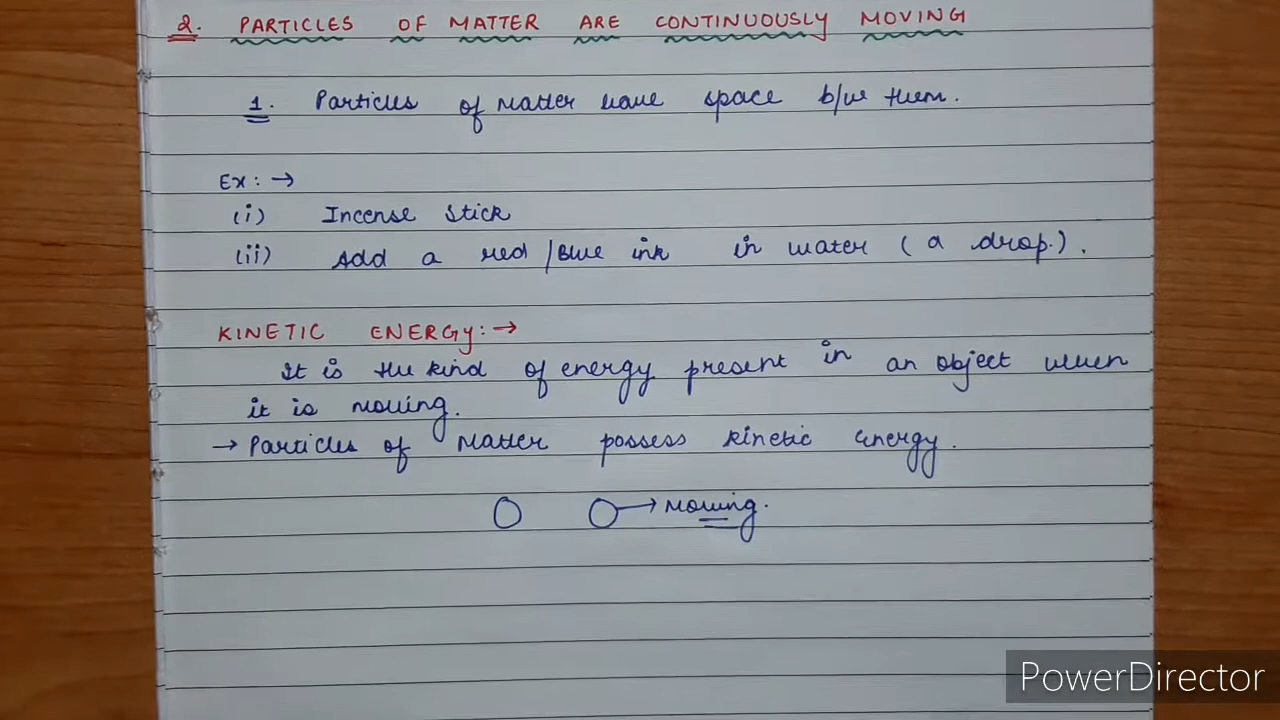 2. PARTICLES OF MATTER ARE CONTINUOUSLY MOVING
1. Particles of Matter have space b/w them.
Ex: →
(i) Incense stick
(ii) Add a red/Blue ink in water (a drop.).
KINETIC ENERGY: →
It is the kind of energy present in an object when
it is moving.
→ Particles of Matter possess kinetic energy.
→ Moving.
PowerDirector